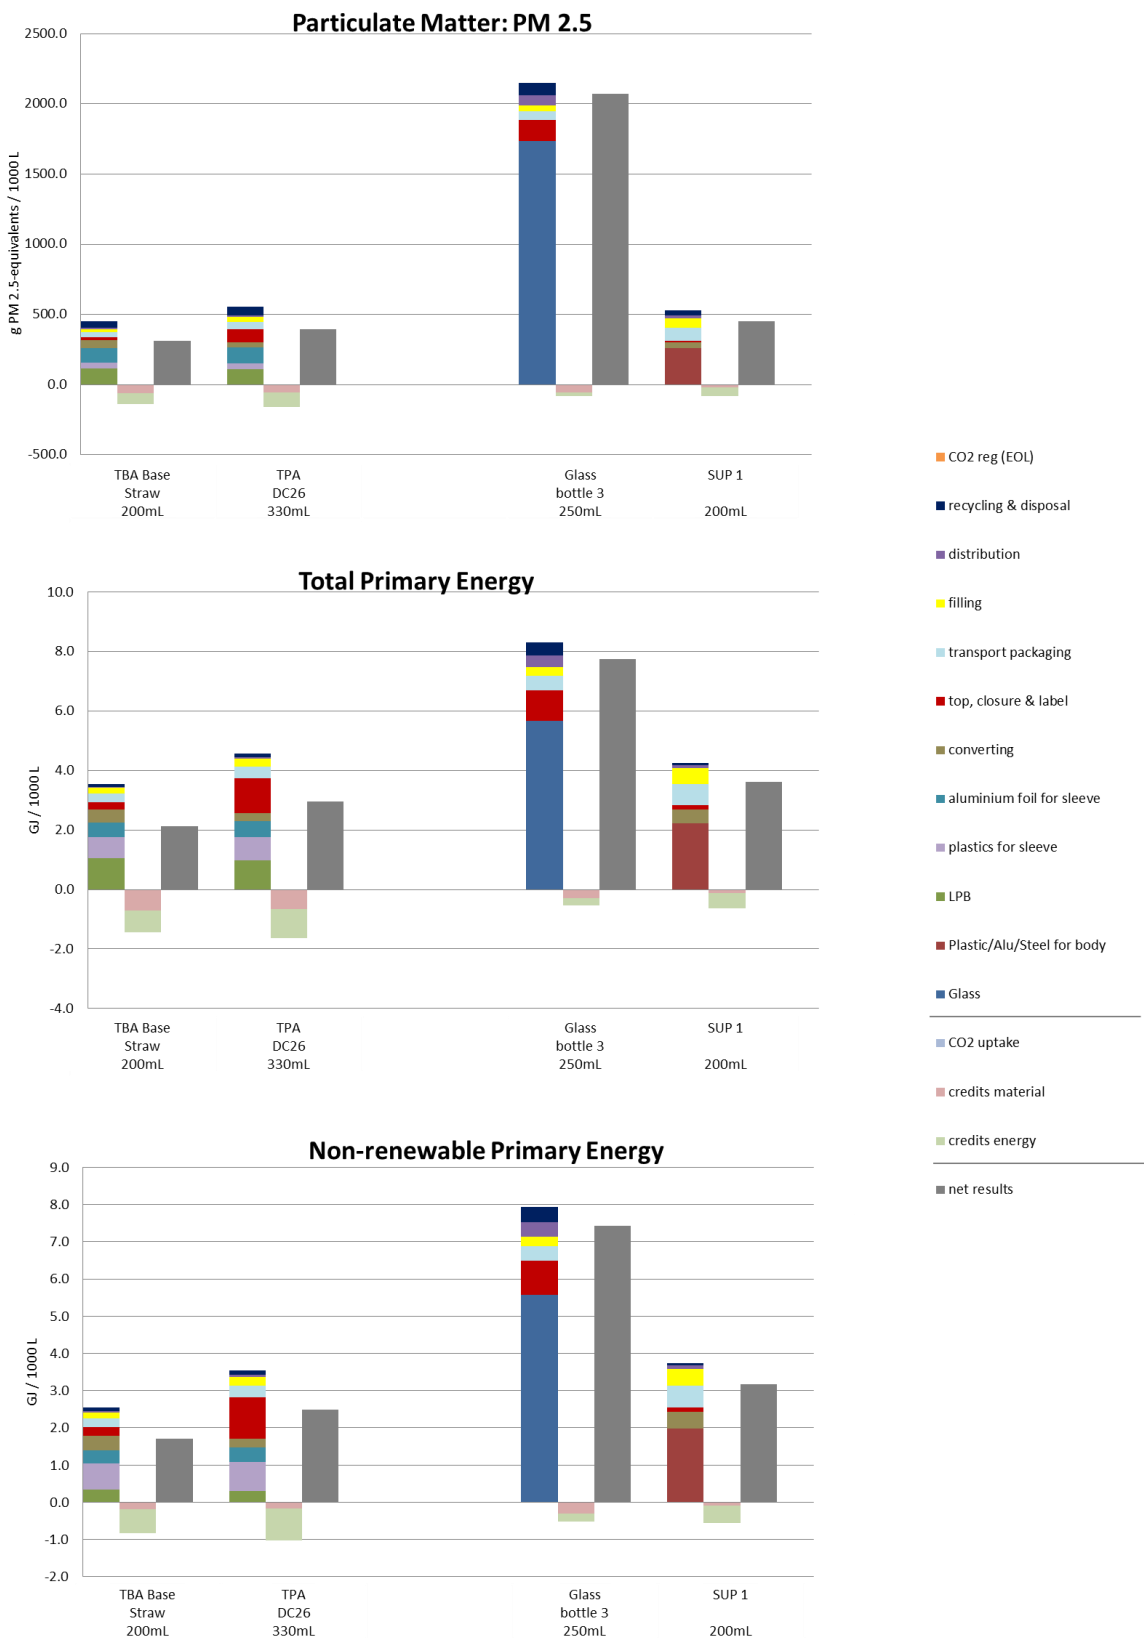 Particulate Matter: PM 2.5
2500.0
2000.0
1500.0
1000.0
500.0
0.0
-500.0
g PM 2.5-equivalents / 1000 L
TBA Base
Straw
200mL
TPA
DC26
330mL
Glass
bottle 3
250mL
SUP 1
200mL
Total Primary Energy
10.0
8.0
6.0
4.0
2.0
0.0
-2.0
-4.0
GJ / 1000 L
TBA Base
Straw
200mL
TPA
DC26
330mL
Glass
bottle 3
250mL
SUP 1
200mL
Non-renewable Primary Energy
9.0
8.0
7.0
6.0
5.0
4.0
3.0
2.0
1.0
0.0
-1.0
-2.0
GJ / 1000 L
TBA Base
Straw
200mL
TPA
DC26
330mL
Glass
bottle 3
250mL
SUP 1
200mL
CO2 reg (EOL)
recycling & disposal
distribution
filling
transport packaging
top, closure & label
converting
aluminium foil for sleeve
plastics for sleeve
LPB
Plastic/Alu/Steel for body
Glass
CO2 uptake
credits material
credits energy
net results